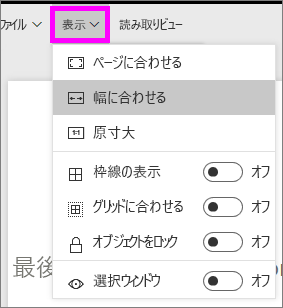 ファイル 表示 読み取りビュー
ページに合わせる
幅に合わせる
1:1 原寸大
枠線の表示 オフ
グリッドに合わせる オフ
オブジェクトをロック オフ
選択ウィンドウ オフ
最後